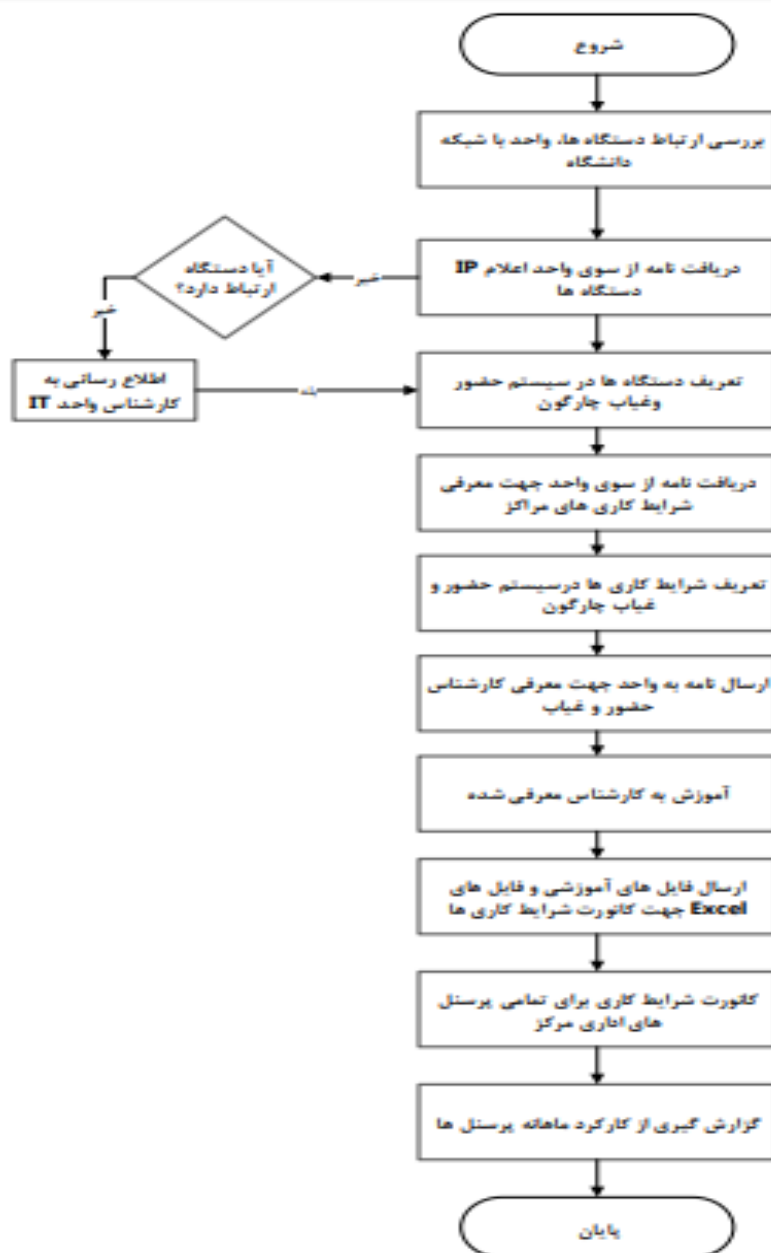 شروع
بررسی ارتباط دستگاه ها، واحد با شبکه
دانشگاه
دریافت نامه از سوی واحد اعلام IP
دستگاه ها
خیر
آیا دستگاه
ارتباط دارد؟
خیر
اطلاع رسانی به
کارشناس واحد IT
بله
تعریف دستگاه ها در سیستم حضور
وغیاب چارگون
دریافت نامه از سوی واحد جهت معرفی
شرایط کاری های مراکز
تعریف شرایط کاری ها درسیستم حضور و
غیاب چارگون
ارسال نامه به واحد جهت معرفی کارشناس
حضور و غیاب
آموزش به کارشناس معرفی شده
ارسال فایل های آموزشی و فایل های
Excel جهت کانورت شرایط کاری ها
کانورت شرایط کاری برای تمامی پرسنل
های اداری مرکز
گزارش گیری از کارکرد ماهانه پرسنل ها
پایان